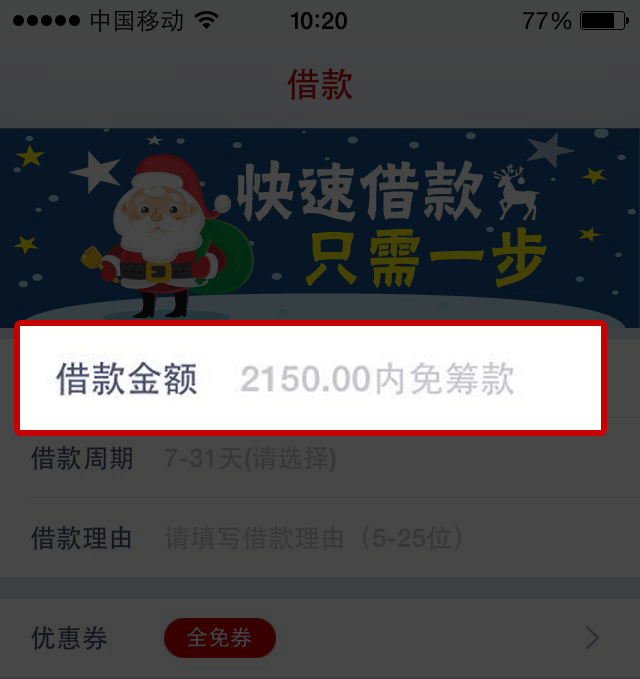 中国移动 10:20 77%
借款
快速借款
只需一步
借款金额 2150.00内免筹款
借款周期 7-31天(请选择)
借款理由 请填写借款理由（5-25位）
优惠券 全免券